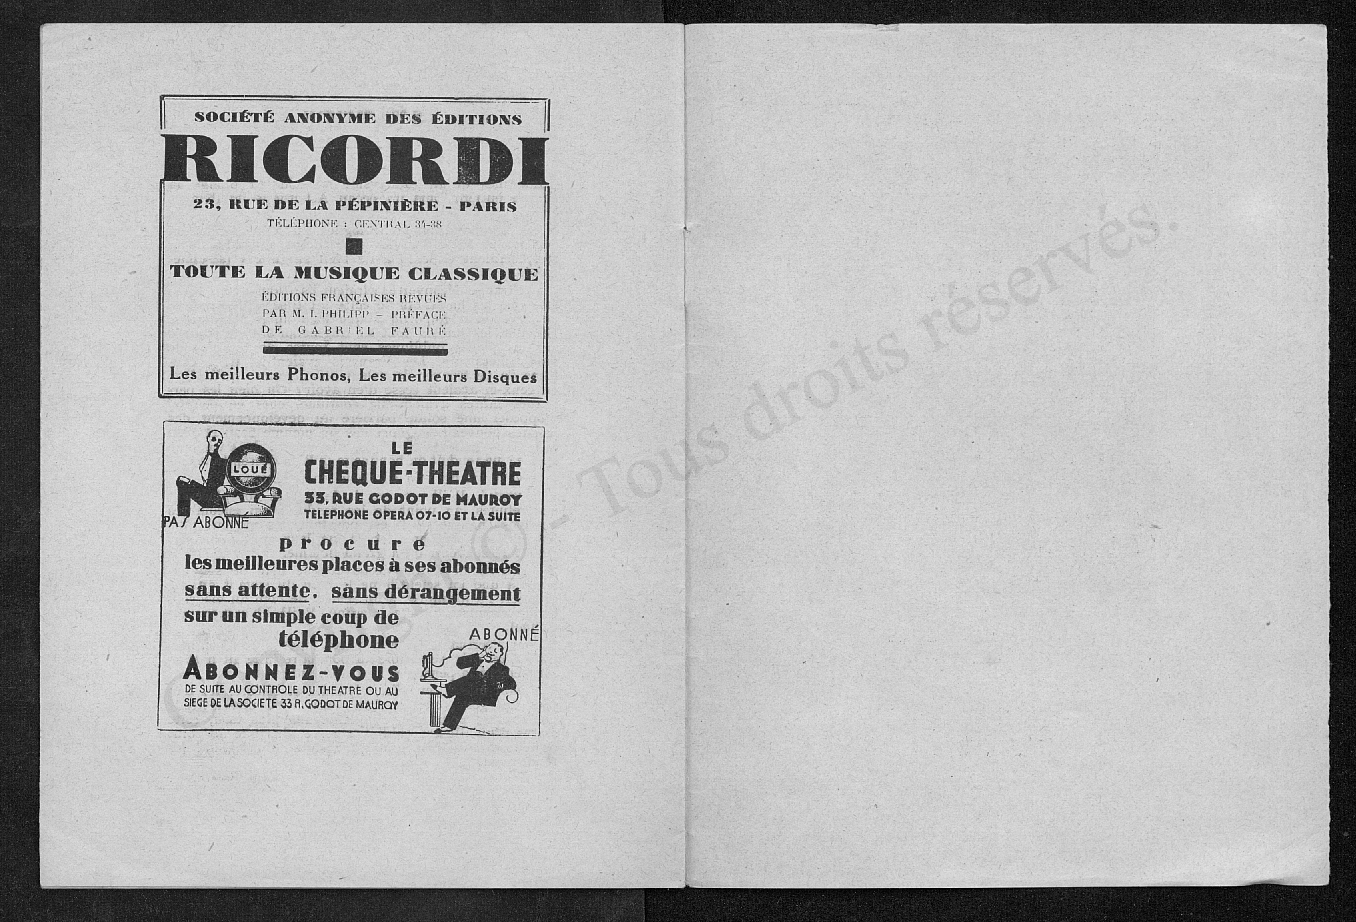 SOCIÉTÉ ANONYME DES ÉDITIONS
RICORDI
23, RUE DE LA PÉPINIÈRE - PARIS
TÉLÉPHONE : CENTRAL 34-38
TOUTE LA MUSIQUE CLASSIQUE
ÉDITIONS FRANÇAISES REVUES
PAR M. I. PHILIPP - PRÉFACE
DE GABRIEL FAURÉ
Les meilleurs Phonos, Les meilleurs Disques
LOUÉ
PAS ABONNÉ
LE
CHEQUE-THEATRE
33, RUE GODOT DE MAUROY
TELEPHONE OPERA 07-10 ET LA SUITE
procure
les meilleures places à ses abonnés
sans attente, sans dérangement
sur un simple coup de
téléphone
ABONNEZ-VOUS
DE SUITE AU CONTROLE DU THEATRE OU AU
SIEGE DE LA SOCIETE 33 R. GODOT DE MAUROY
ABONNÉ
© - Tous droits réservés.